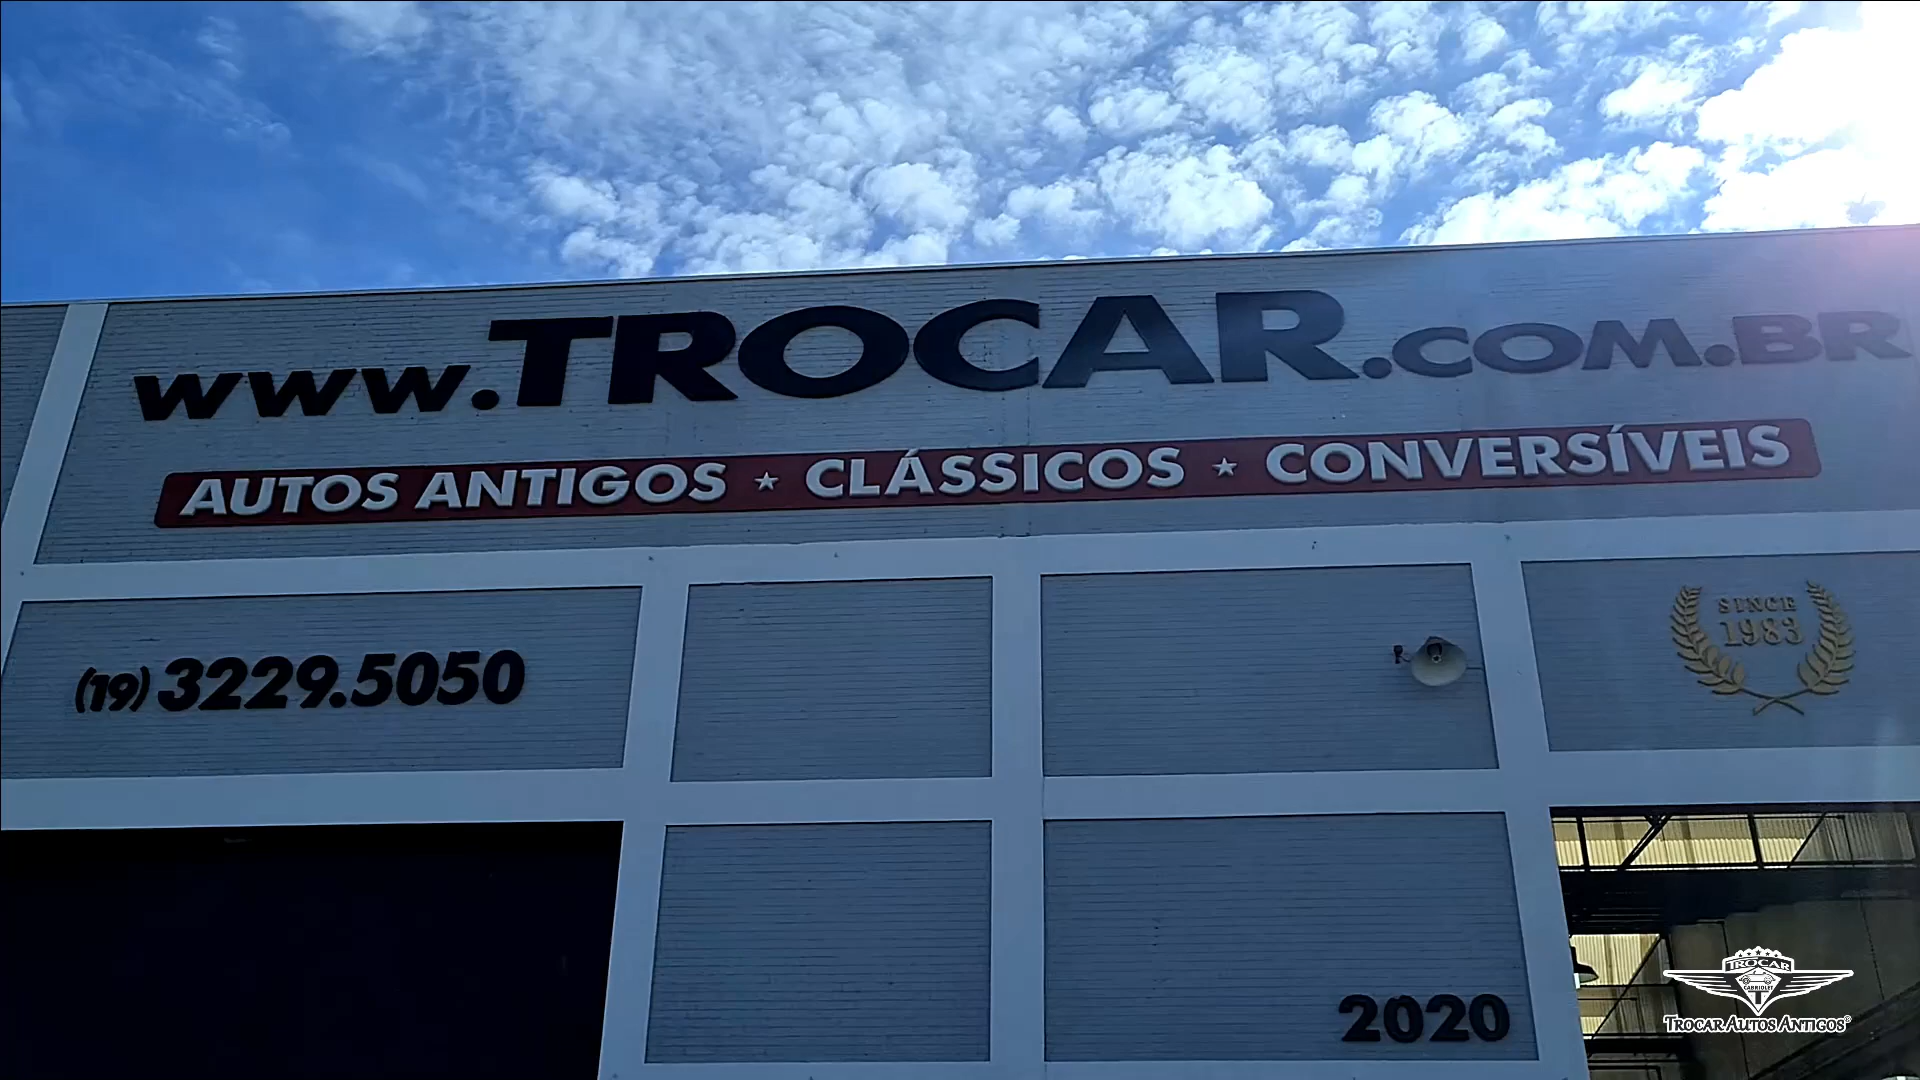 www.TROCAR.COM.BR
AUTOS ANTIGOS ★ CLÁSSICOS ★ CONVERSÍVEIS
SINCE
1983
(19) 3229.5050
2020
TROCAR
CABRIOLET
T
TROCAR AUTOS ANTIGOS®